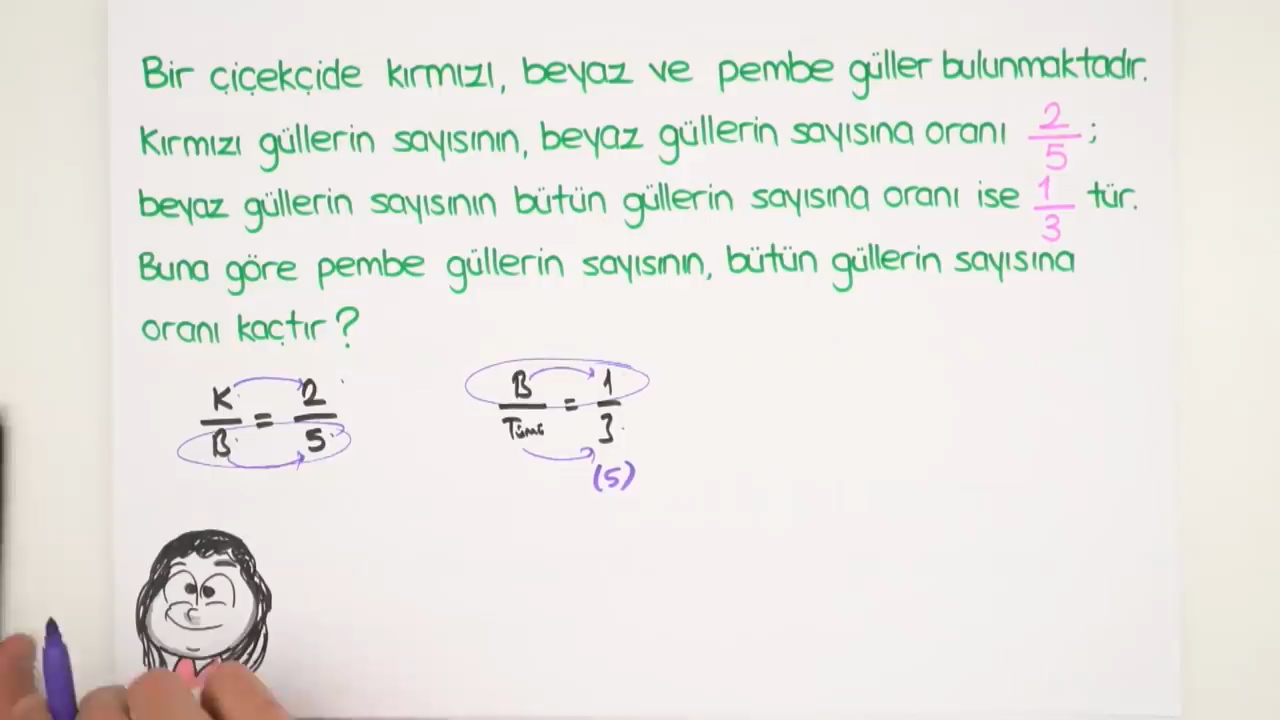 Bir çiçekçide kırmızı, beyaz ve pembe güller bulunmaktadır.
Kırmızı güllerin sayısının, beyaz güllerin sayısına oranı 2/5;
beyaz güllerin sayısının bütün güllerin sayısına oranı ise 1/3 tür.
Buna göre pembe güllerin sayısının, bütün güllerin sayısına
oranı kaçtır?
K/B = 2/5
B/Tümü = 1/3
(5)